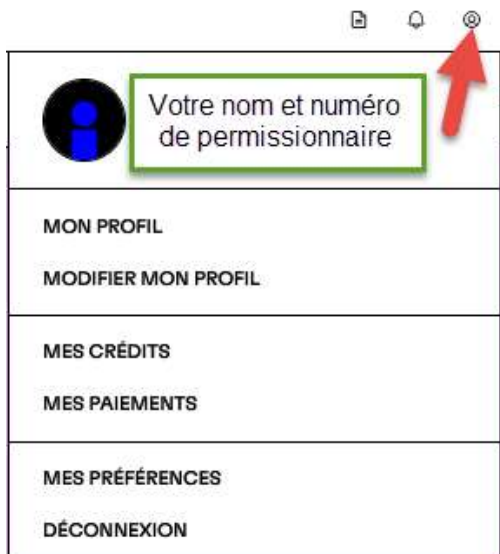 Votre nom et numéro
de permissionnaire
MON PROFIL
MODIFIER MON PROFIL
MES CRÉDITS
MES PAIEMENTS
MES PRÉFÉRENCES
DÉCONNEXION